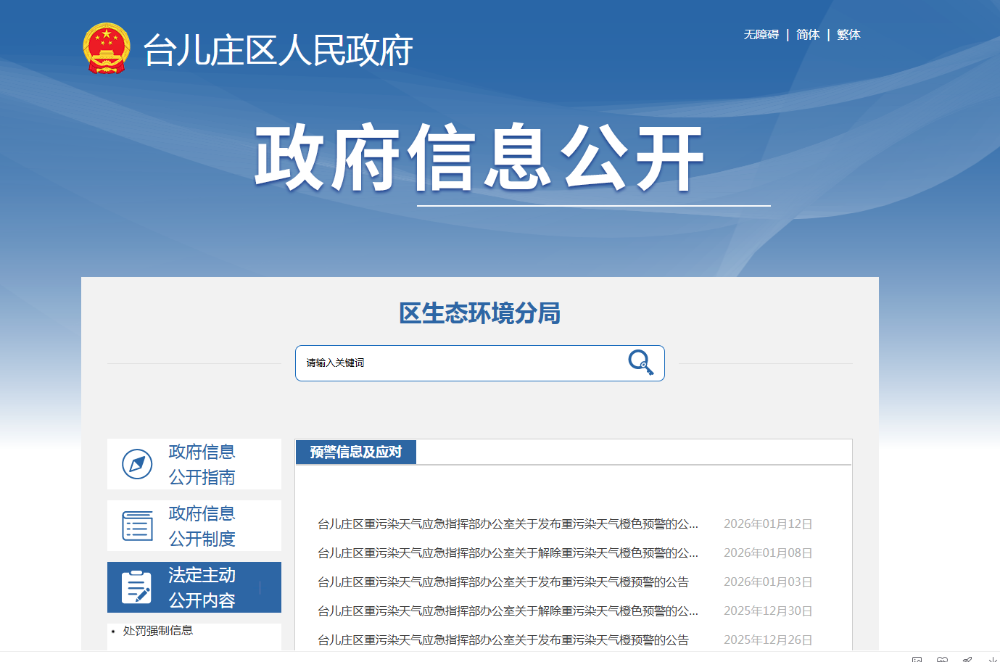 台儿庄区人民政府
无障碍 | 简体 | 繁体
政府信息公开
区生态环境分局
请输入关键词
政府信息
公开指南
政府信息
公开制度
法定主动
公开内容
• 处罚强制信息
预警信息及应对
台儿庄区重污染天气应急指挥部办公室关于发布重污染天气橙色预警的公... 2026年01月12日
台儿庄区重污染天气应急指挥部办公室关于解除重污染天气橙色预警的公... 2026年01月08日
台儿庄区重污染天气应急指挥部办公室关于发布重污染天气橙预警的公告 2026年01月03日
台儿庄区重污染天气应急指挥部办公室关于解除重污染天气橙色预警的公... 2025年12月30日
台儿庄区重污染天气应急指挥部办公室关于发布重污染天气橙预警的公告 2025年12月26日